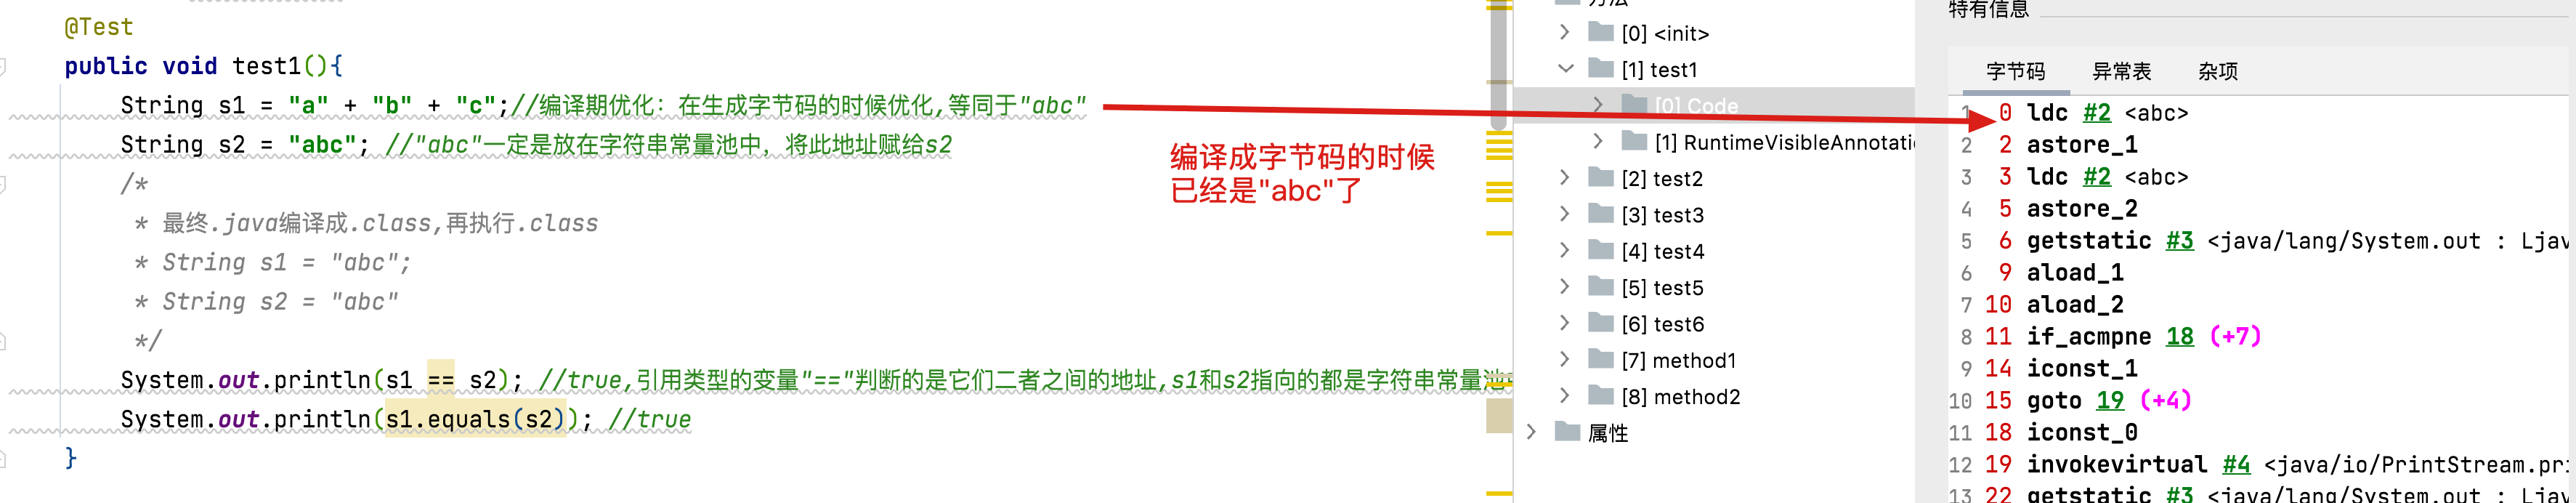 @Test
public void test1(){
String s1 = "a" + "b" + "c";//编译期优化：在生成字节码的时候优化,等同于"abc"
String s2 = "abc"; //"abc"一定是放在字符串常量池中，将此地址赋给s2
/*
* 最终.java编译成.class,再执行.class
* String s1 = "abc";
* String s2 = "abc"
*/
System.out.println(s1 == s2); //true,引用类型的变量"=="判断的是它们二者之间的地址,s1和s2指向的都是字符串常量池
System.out.println(s1.equals(s2)); //true
}
编译成字节码的时候
已经是"abc"了
方法
[0] <init>
[1] test1
[0] Code
[1] RuntimeVisibleAnnotati
[2] test2
[3] test3
[4] test4
[5] test5
[6] test6
[7] method1
[8] method2
属性
特有信息
字节码 异常表 杂项
1 0 ldc #2 <abc>
2 2 astore_1
3 3 ldc #2 <abc>
4 5 astore_2
5 6 getstatic #3 <java/lang/System.out : Ljav
6 9 aload_1
7 10 aload_2
8 11 if_acmpne 18 (+7)
9 14 iconst_1
10 15 goto 19 (+4)
11 18 iconst_0
12 19 invokevirtual #4 <java/io/PrintStream.pri
13 22 getstatic #3 <java/lang/System.out : Ljav